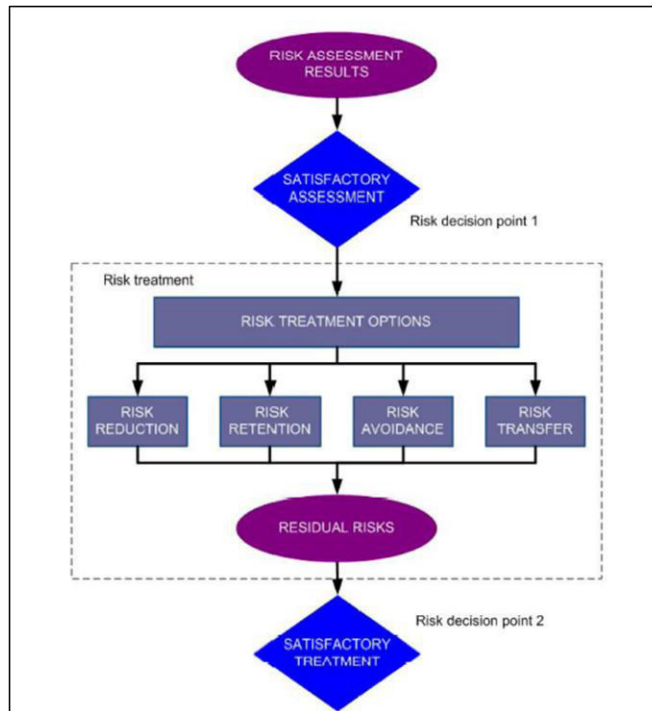 RISK ASSESSMENT
RESULTS
SATISFACTORY
ASSESSMENT
Risk decision point 1
Risk treatment
RISK TREATMENT OPTIONS
RISK
REDUCTION
RISK
RETENTION
RISK
AVOIDANCE
RISK
TRANSFER
RESIDUAL RISKS
Risk decision point 2
SATISFACTORY
TREATMENT